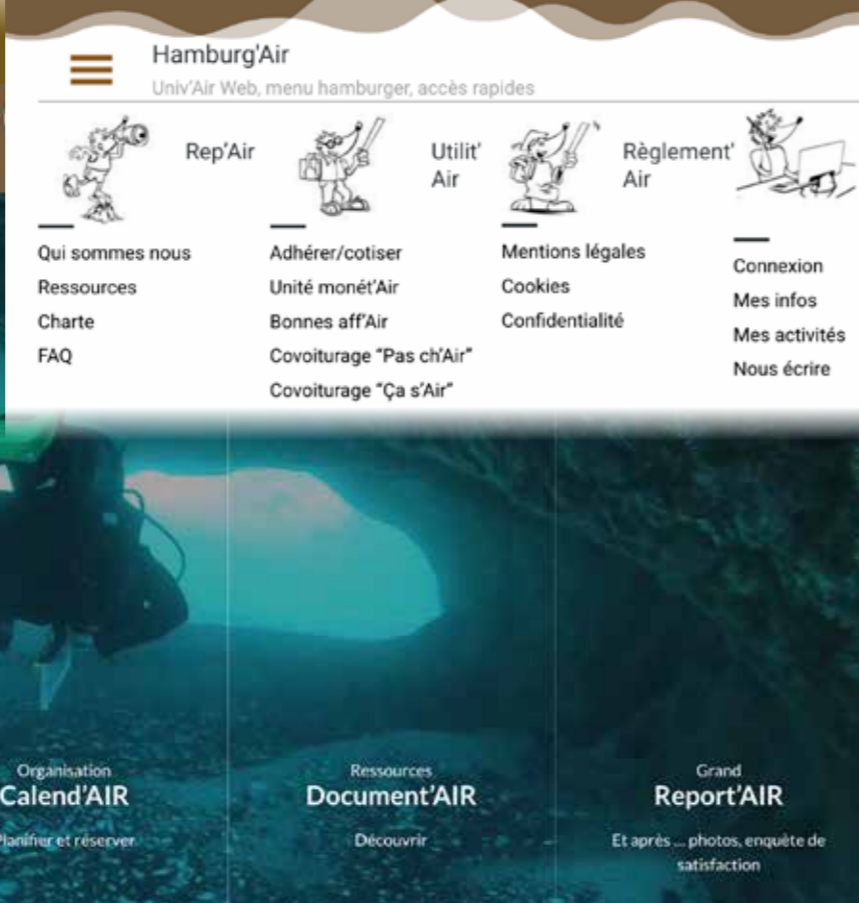 Hamburg'Air
Univ'Air Web, menu hamburger, accès rapides
Rep'Air
Qui sommes nous
Ressources
Charte
FAQ
Utilit'
Air
Adhérer/cotiser
Unité monét'Air
Bonnes aff'Air
Covoiturage "Pas ch'Air"
Covoiturage "Ça s'Air"
Règlement'
Air
Mentions légales
Cookies
Confidentialité
Connexion
Mes infos
Mes activités
Nous écrire
Organisation
Calend'AIR
Planifier et réserver
Ressources
Document'AIR
Découvrir
Grand
Report'AIR
Et après ... photos, enquête de
satisfaction